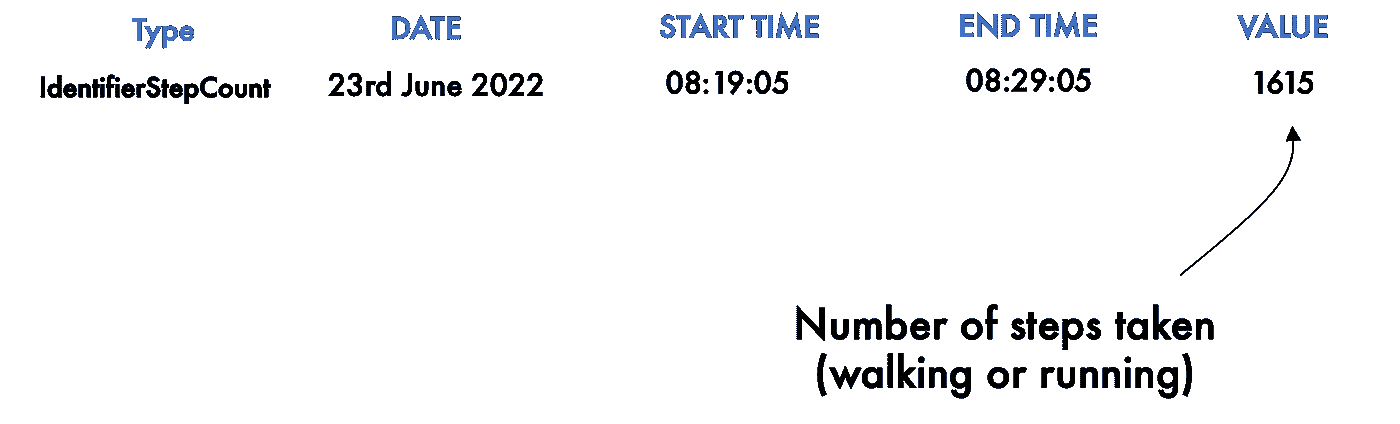 Type DATE START TIME END TIME VALUE
IdentifierStepCount 23rd June 2022 08:19:05 08:29:05 1615
Number of steps taken
(walking or running)